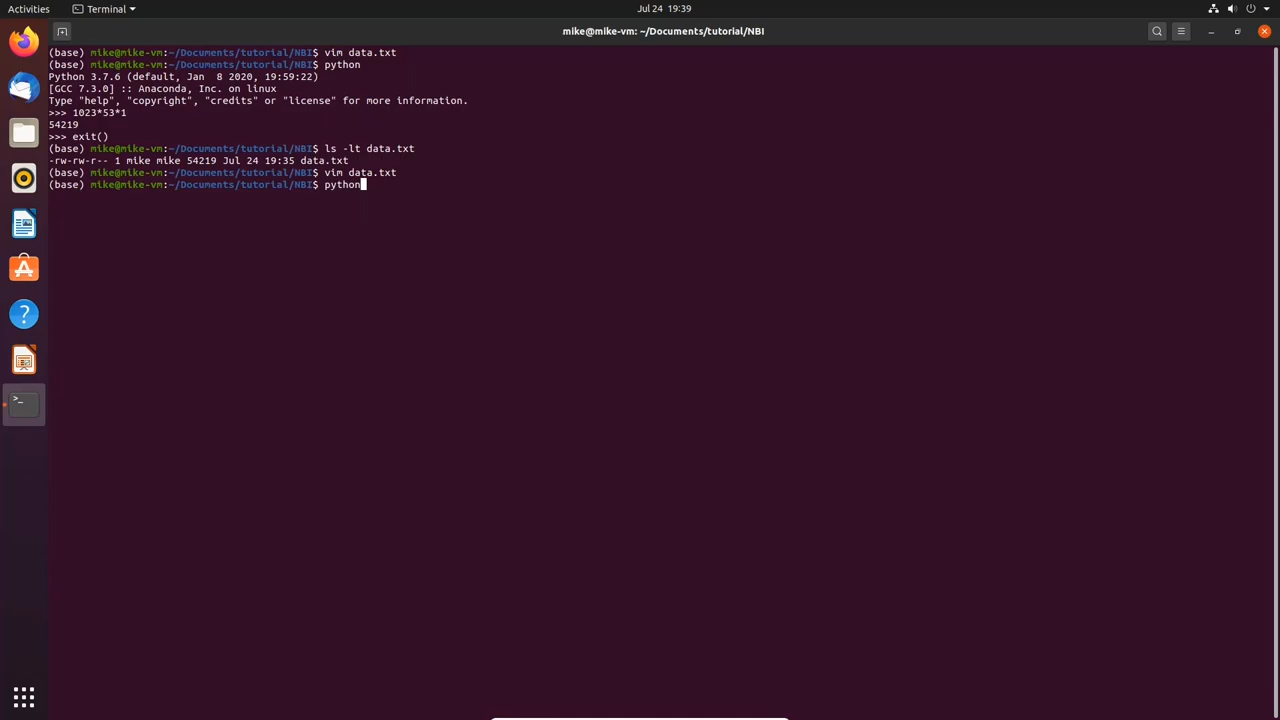 Activities
Terminal
Jul 24 19:39
mike@mike-vm: ~/Documents/tutorial/NBI
(base) mike@mike-vm:~/Documents/tutorial/NBI$ vim data.txt
(base) mike@mike-vm:~/Documents/tutorial/NBI$ python
Python 3.7.6 (default, Jan  8 2020, 19:59:22)
[GCC 7.3.0] :: Anaconda, Inc. on linux
Type "help", "copyright", "credits" or "license" for more information.
>>> 1023*53*1
54219
>>> exit()
(base) mike@mike-vm:~/Documents/tutorial/NBI$ ls -lt data.txt
-rw-rw-r-- 1 mike mike 54219 Jul 24 19:35 data.txt
(base) mike@mike-vm:~/Documents/tutorial/NBI$ vim data.txt
(base) mike@mike-vm:~/Documents/tutorial/NBI$ python